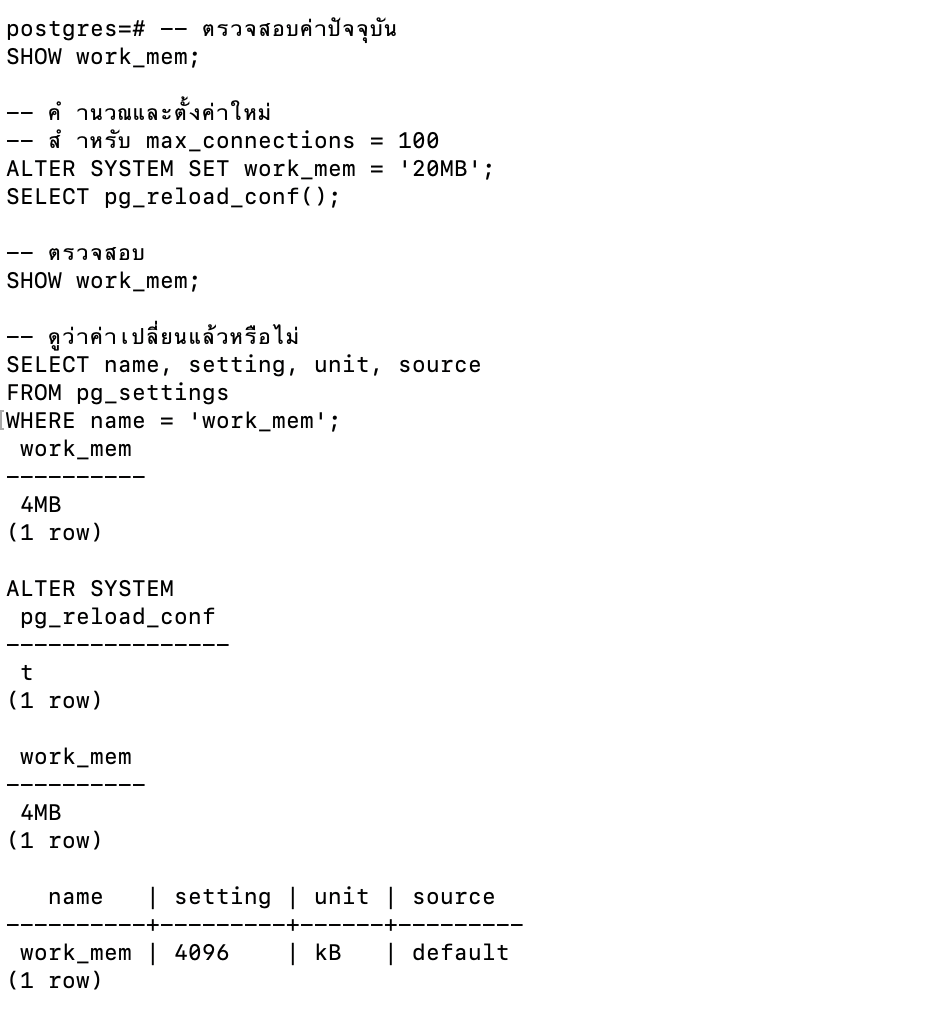 postgres=# -- ตรวจสอบค่าปัจจุบัน
SHOW work_mem;
-- คํ านวณและตั้งค่าใหม่
-- สํ าหรับ max_connections = 100
ALTER SYSTEM SET work_mem = '20MB';
SELECT pg_reload_conf();
-- ตรวจสอบ
SHOW work_mem;
-- ดูว่าค่าเปลี่ยนแล้วหรือไม่
SELECT name, setting, unit, source
FROM pg_settings
WHERE name = 'work_mem';
 work_mem
----------
 4MB
(1 row)
ALTER SYSTEM
 pg_reload_conf
----------------
 t
(1 row)
 work_mem
----------
 4MB
(1 row)
   name   | setting | unit | source
----------+---------+------+---------
 work_mem | 4096    | kB   | default
(1 row)